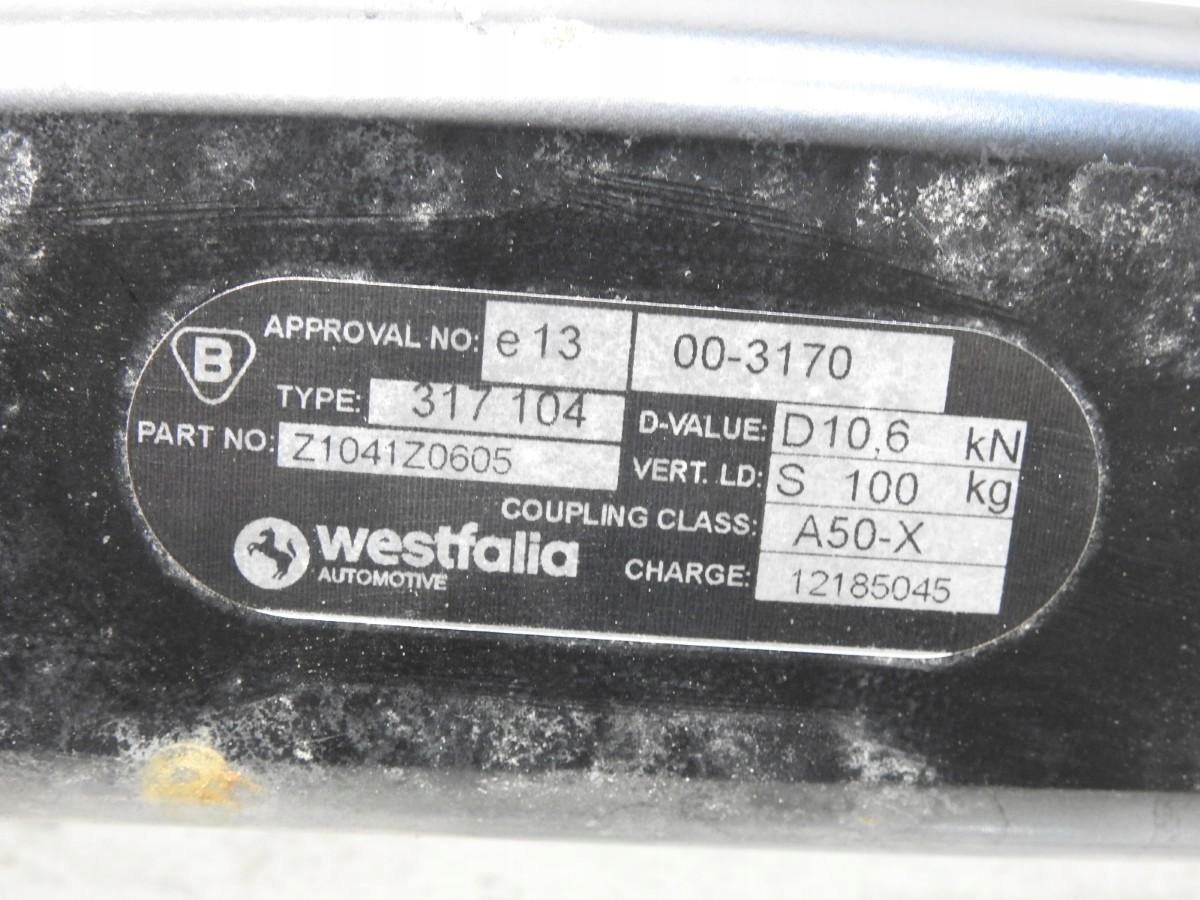 B
APPROVAL NO: e 13 00-3170
TYPE: 317 104
D-VALUE: D10,6 kN
PART NO: Z1041Z0605
VERT. LD: S 100 kg
COUPLING CLASS: A50-X
westfalia
AUTOMOTIVE
CHARGE: 12185045